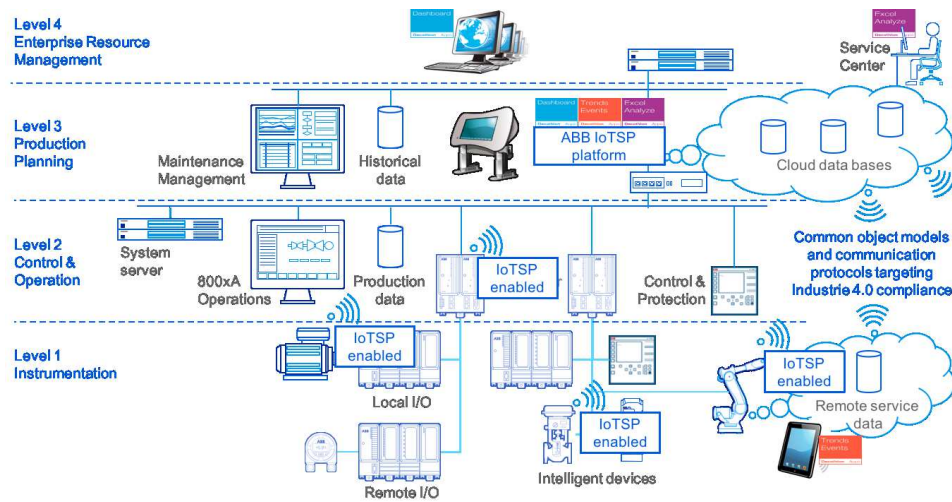 Level 4
Enterprise Resource
Management
Dashboard
Excel
Analyze
Service
Center
Level 3
Production
Planning
Maintenance
Management
Historical
data
Dashboard
Trends
Events
Excel
Analyze
ABB IoTSP
platform
Cloud data bases
Level 2
Control &
Operation
System
server
800xA
Operations
Production
data
IoTSP
enabled
Control &
Protection
Common object models
and communication
protocols targeting
Industrie 4.0 compliance
Level 1
Instrumentation
IoTSP
enabled
Local I/O
ABB
Remote I/O
IoTSP
enabled
Intelligent devices
IoTSP
enabled
Remote service
data
Trends
Events